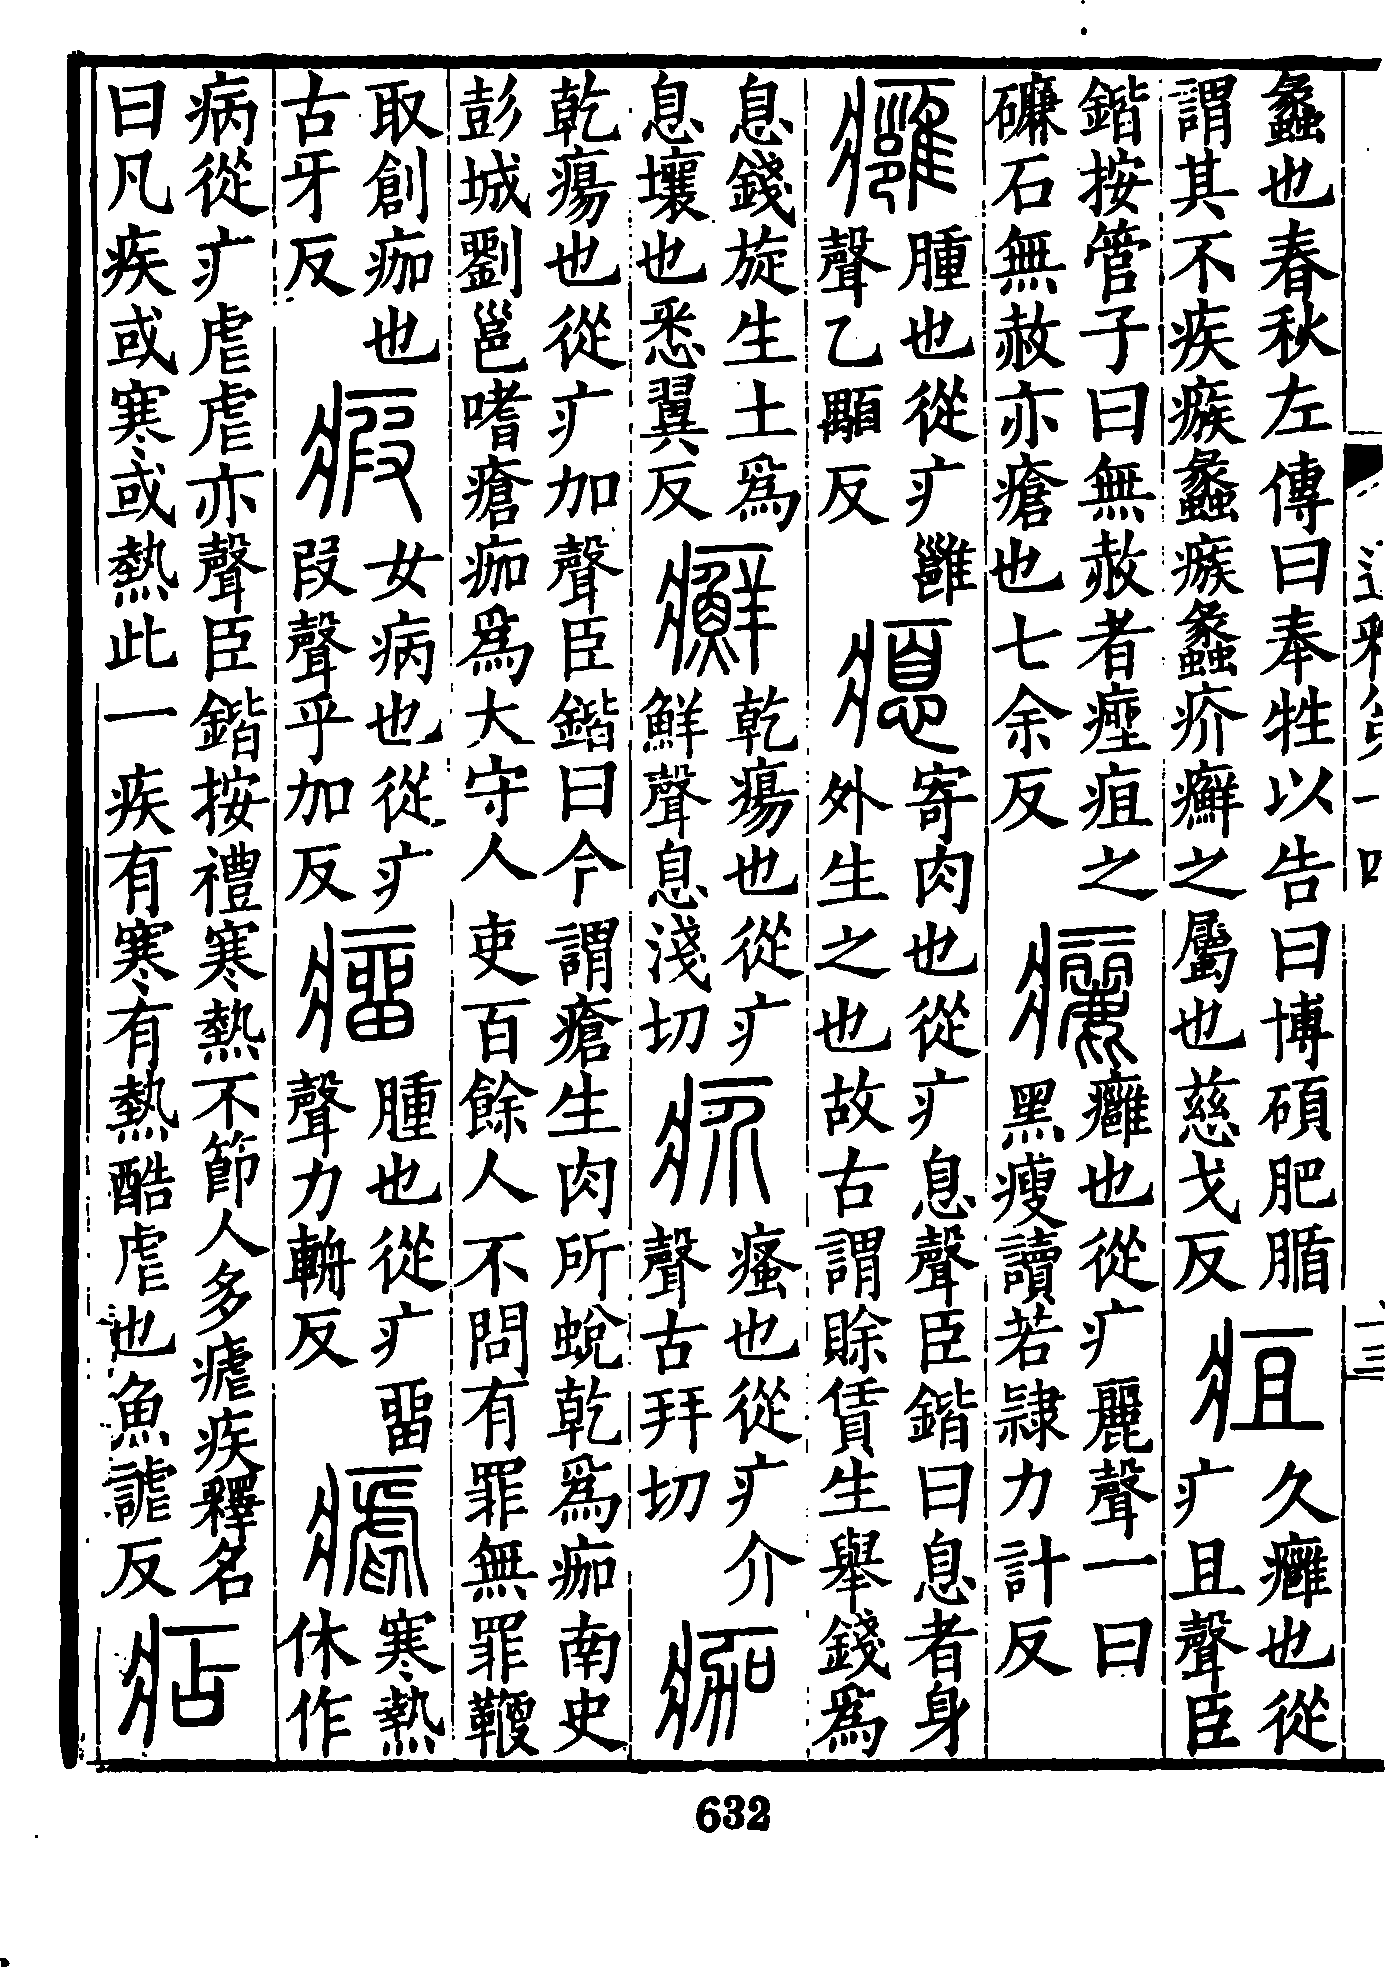 蠡也春秋左傳曰奉牲以告曰博碩肥腯
謂其不疾瘯蠡瘯蠡疥癬之屬也慈戈反
疽
久癰也從
疒且聲臣
鍇按管子曰無赦者痤疽之
磏石無赦亦瘡也七余反
𤻤
癰也從疒麗聲一曰
黑瘦讀若隷力計反
癰
腫也從疒雝
聲乙顒反
瘜
寄肉也從疒息聲臣鍇曰息者身
外生之也故古謂賒賃生舉錢爲
息錢旋生土爲
息壤也悉翼反
癬
乾瘍也從疒
鮮聲息淺切
疥
瘙也從疒介
聲古拜切
痂
乾瘍也從疒加聲臣鍇曰今謂瘡生肉所蛻乾爲痂南史
彭城劉邕嗜瘡痂爲大守人吏百餘人不問有罪無罪鞭
取創痂也
古牙反
瘕
女病也從疒
叚聲乎加反
癅
腫也從疒畱
聲力輈反
瘧
寒熱
休作
病從疒虐虐亦聲臣鍇按禮寒熱不節人多瘧疾釋名
曰凡疾或寒或熱此一疾有寒有熱酷虐也魚謔反
痁
632